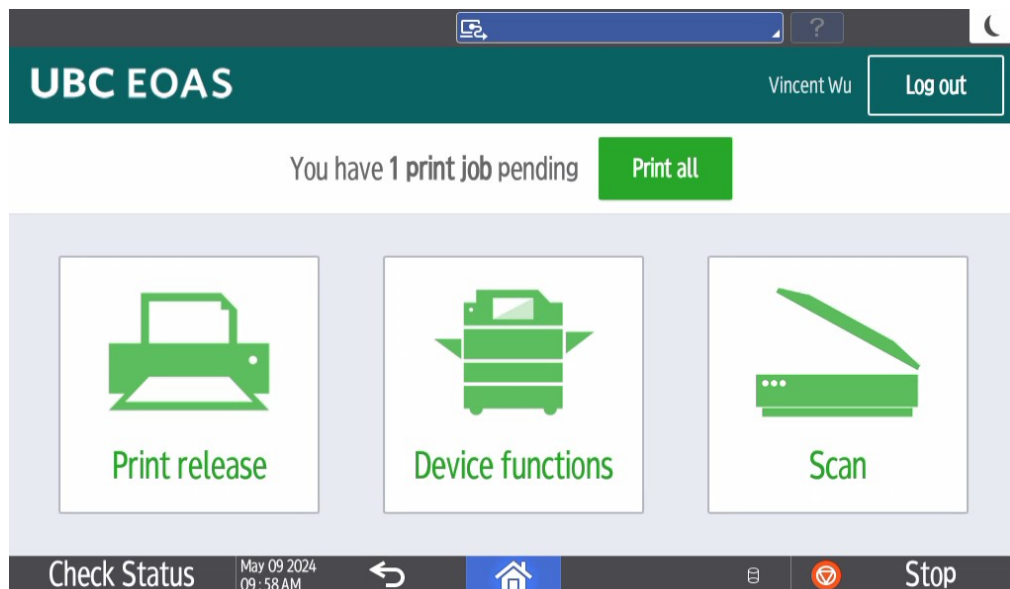 ?
UBC EOAS
Vincent Wu
Log out
You have 1 print job pending
Print all
Print release
Device functions
Scan
Check Status
May 09 2024
09:58 AM
Stop